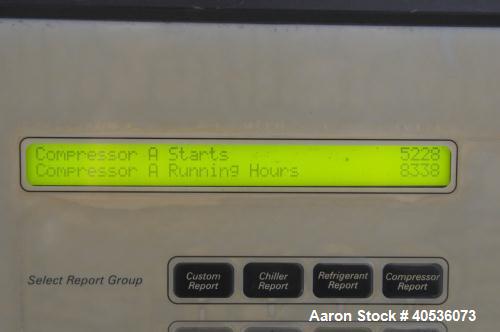 Compressor A Starts 5228
Compressor A Running Hours 8338
Select Report Group
Custom Report
Chiller Report
Refrigerant Report
Compressor Report
Aaron Stock # 40536073